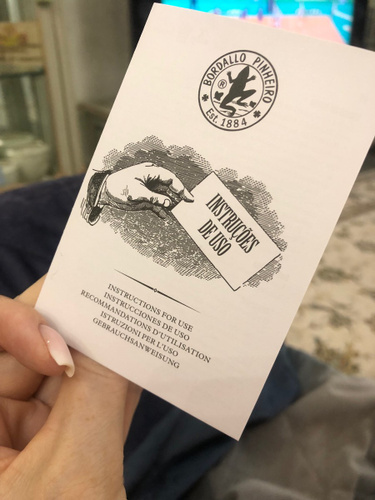 BORDALLO PINHEIRO
®
Est. 1884
INSTRUÇÕES
DE USO
INSTRUCTIONS FOR USE
INSTRUCCIONES DE USO
RECOMMANDATIONS D'UTILISATION
ISTRUZIONI PER L'USO
GEBRAUCHSANWEISUNG